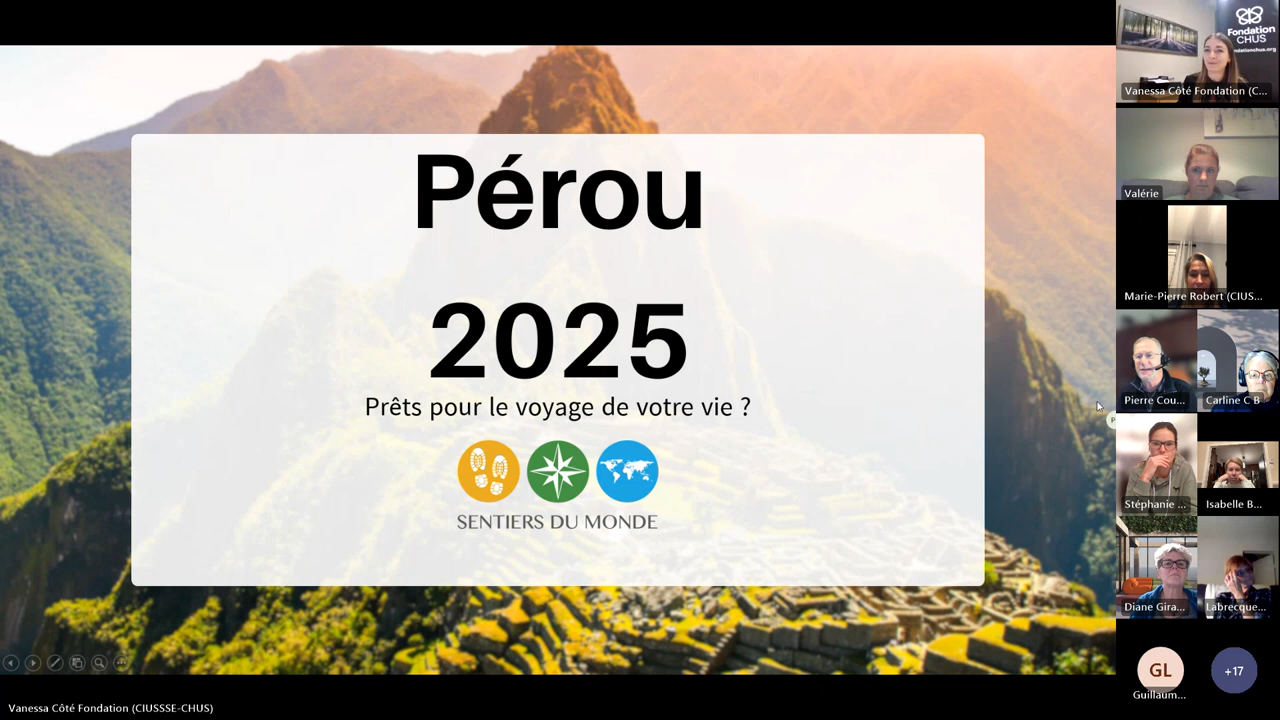 Pérou
2025
Prêts pour le voyage de votre vie ?
SENTIERS DU MONDE
Fondation
CHUS
ndationchus.org
Vanessa Côté Fondation (C...
Valérie
Marie-Pierre Robert (CIUS...
Pierre Cou...
Carline C B
Stéphanie ...
Isabelle B...
Diane Gira...
Labrecque...
GL
+17
Guillaum...
Vanessa Côté Fondation (CIUSSSE-CHUS)